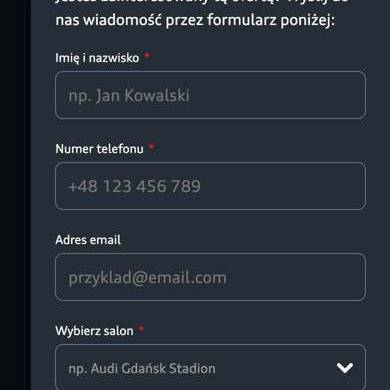 nas wiadomość przez formularz poniżej:
Imię i nazwisko *
np. Jan Kowalski
Numer telefonu *
+48 123 456 789
Adres email
przyklad@email.com
Wybierz salon *
np. Audi Gdańsk Stadion